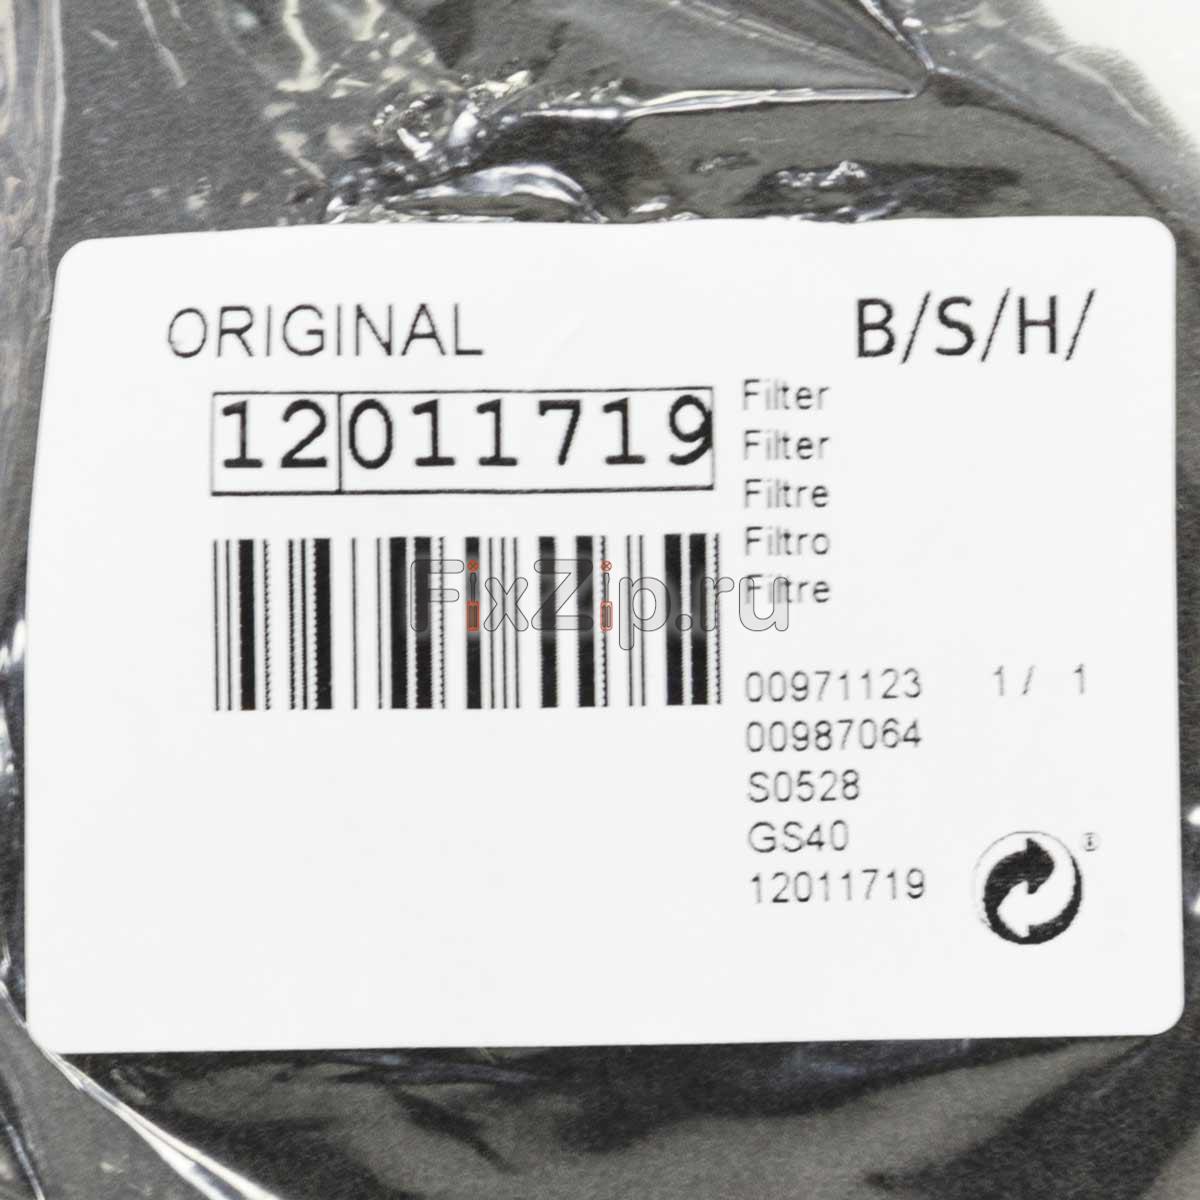 ORIGINAL
B/S/H/
12011719
Filter
Filter
Filtre
Filtro
Filtre
FixZip.ru
00971123 1 / 1
00987064
S0528
GS40
12011719
®